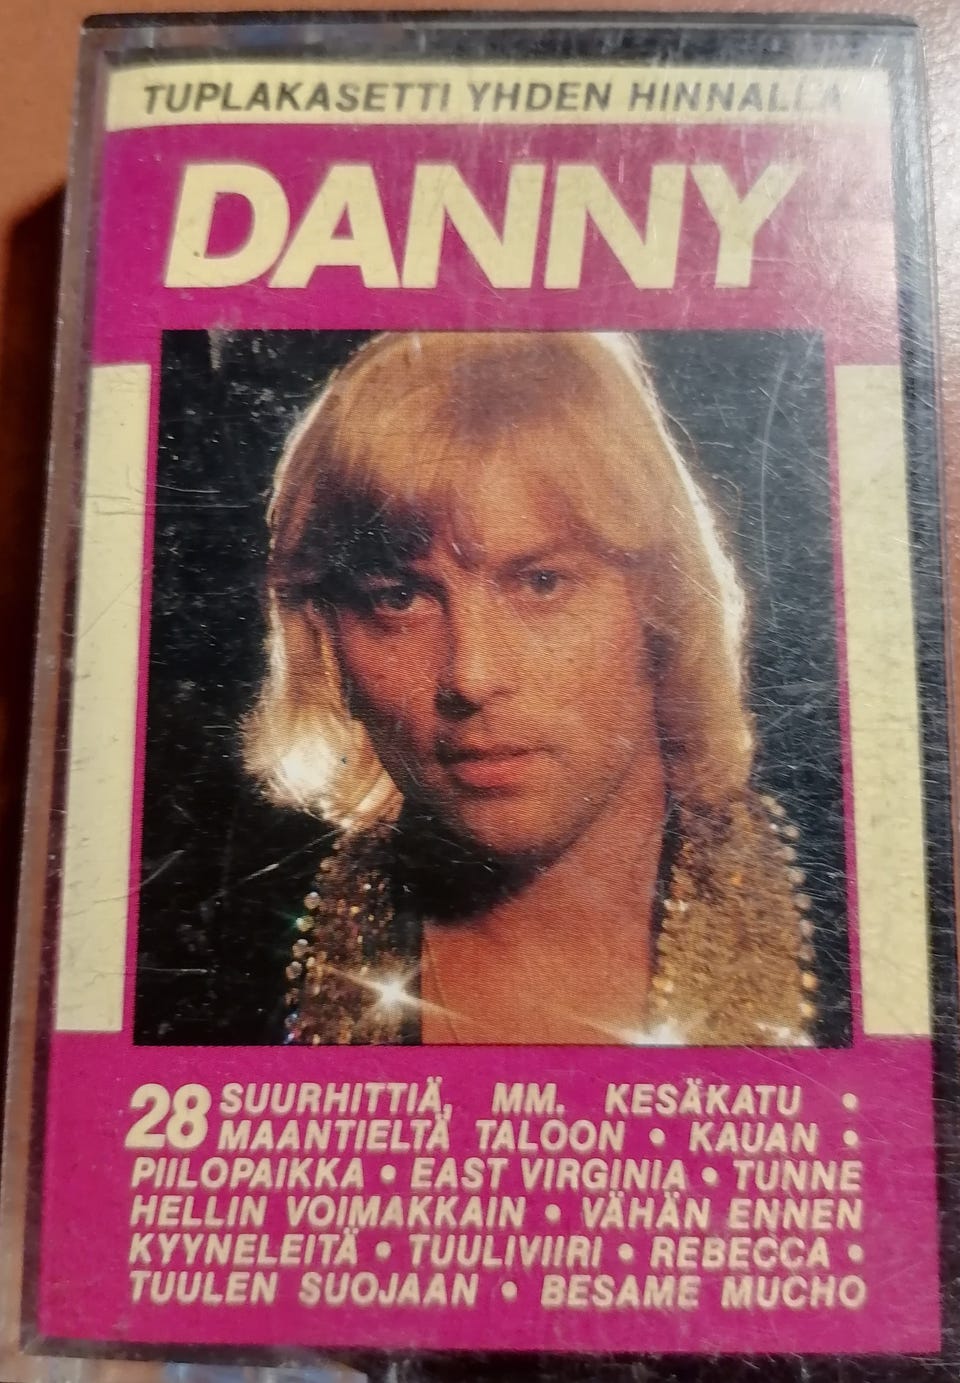 TUPLAKASETTI YHDEN HINNALLA
DANNY
28 SUURHITTIÄ, MM. KESÄKATU •
MAANTIELTÄ TALOON • KAUAN •
PIILOPAIKKA • EAST VIRGINIA • TUNNE
HELLIN VOIMAKKAIN • VÄHÄN ENNEN
KYYNELEITÄ • TUULIVIIRI • REBECCA •
TUULEN SUOJAAN • BESAME MUCHO